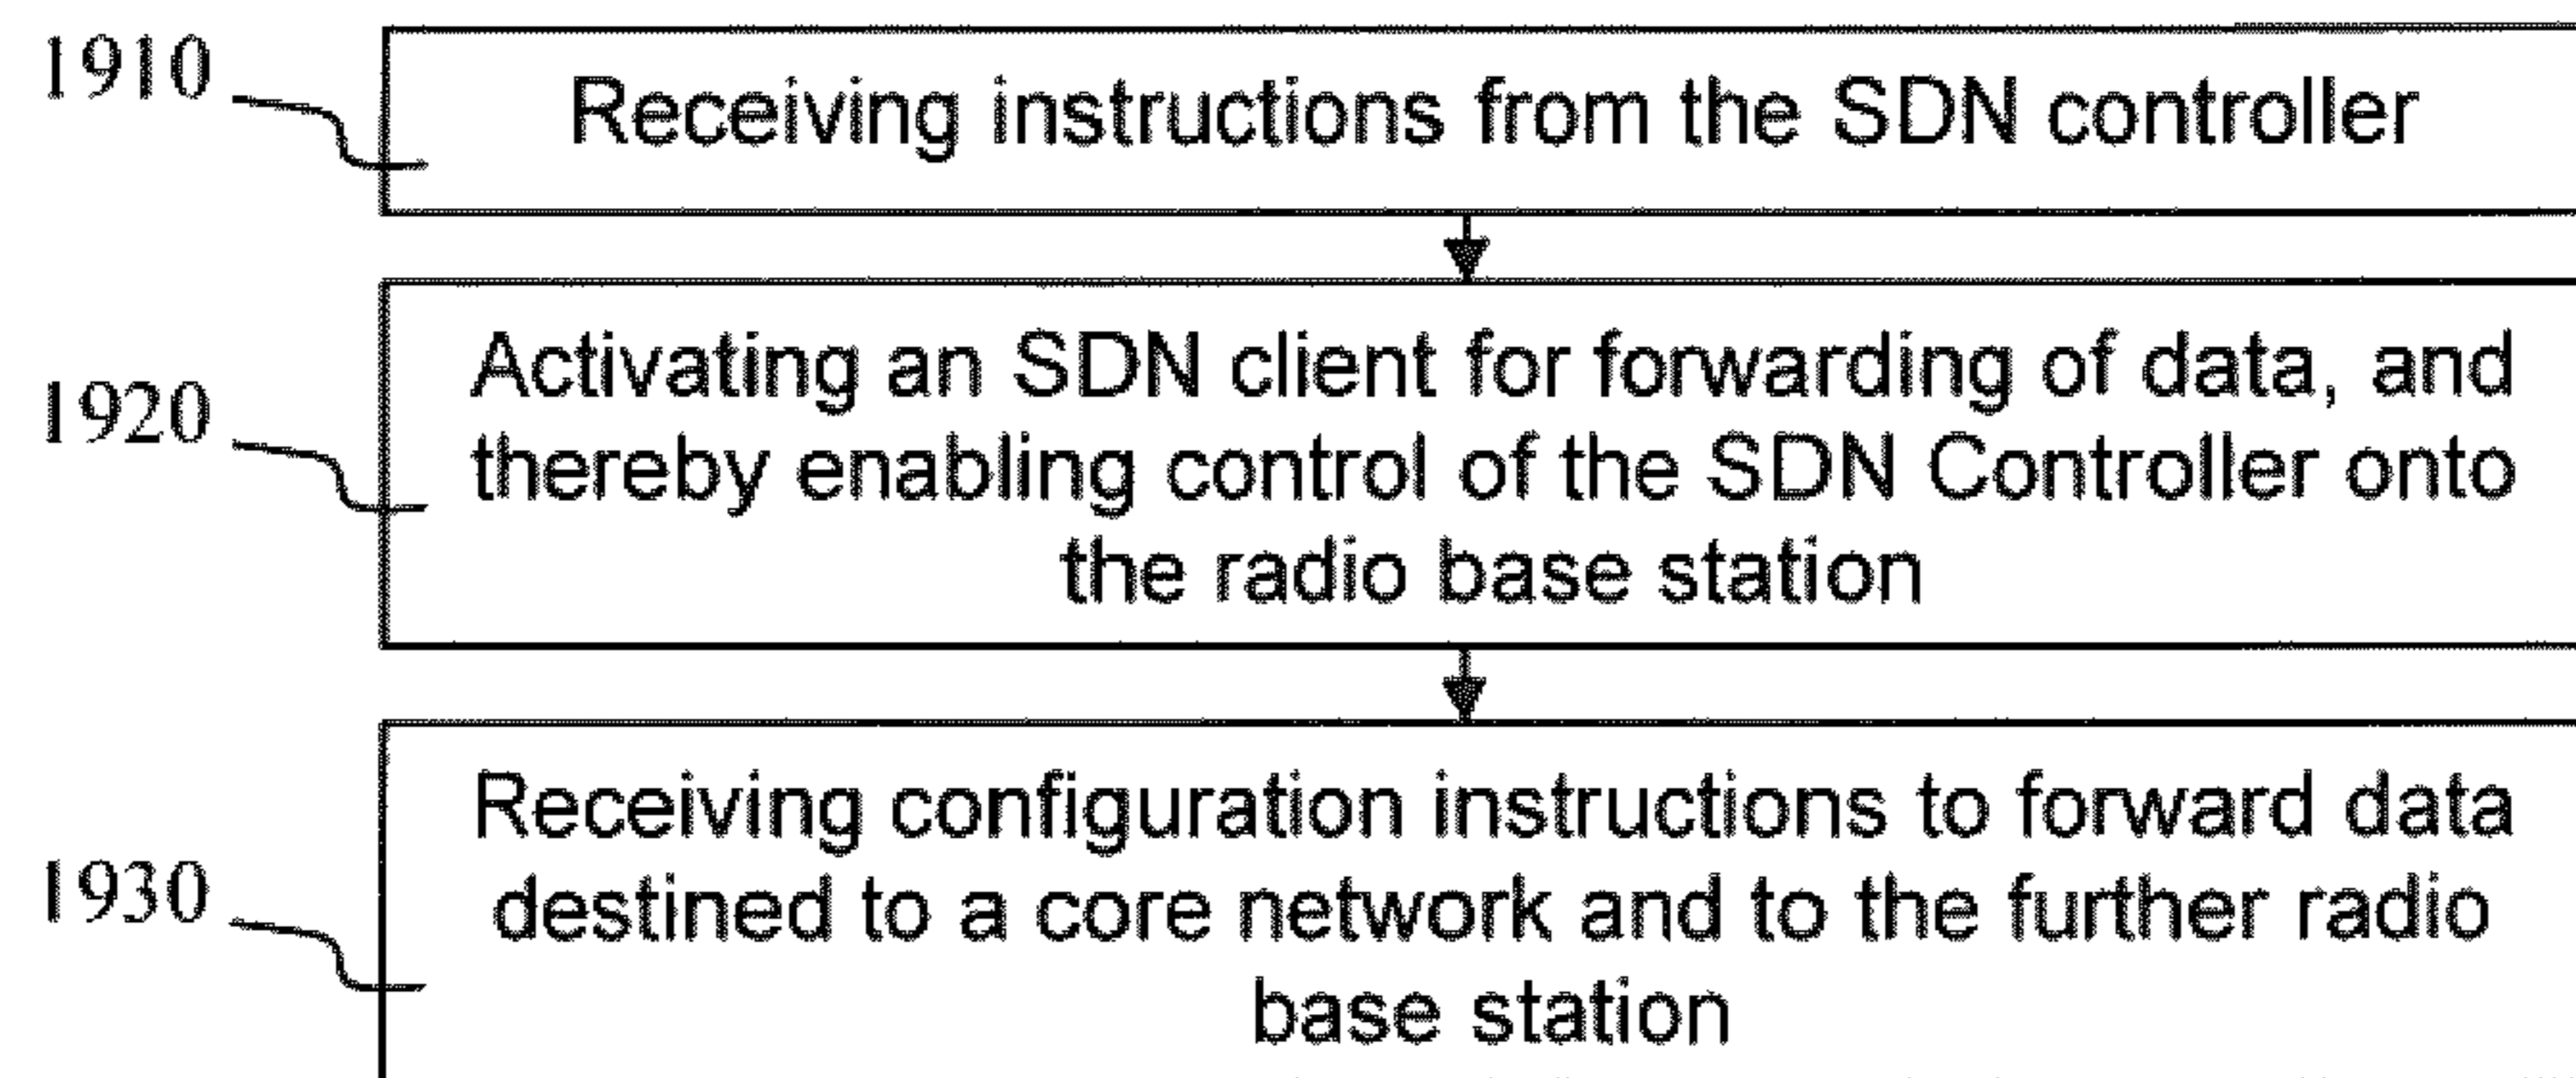 1910
Receiving instructions from the SDN controller
1920
Activating an SDN client for forwarding of data, and
thereby enabling control of the SDN Controller onto
the radio base station
1930
Receiving configuration instructions to forward data
destined to a core network and to the further radio
base station